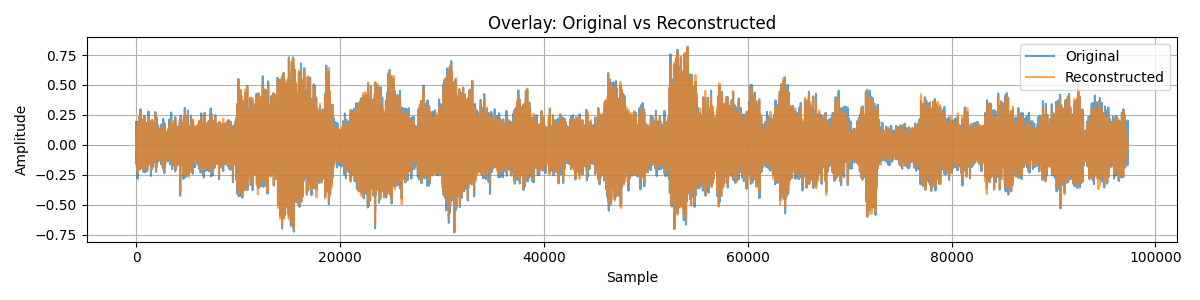 Overlay: Original vs Reconstructed
Original
Reconstructed
Amplitude
0.75
0.50
0.25
0.00
−0.25
−0.50
−0.75
0 20000 40000 60000 80000 100000
Sample